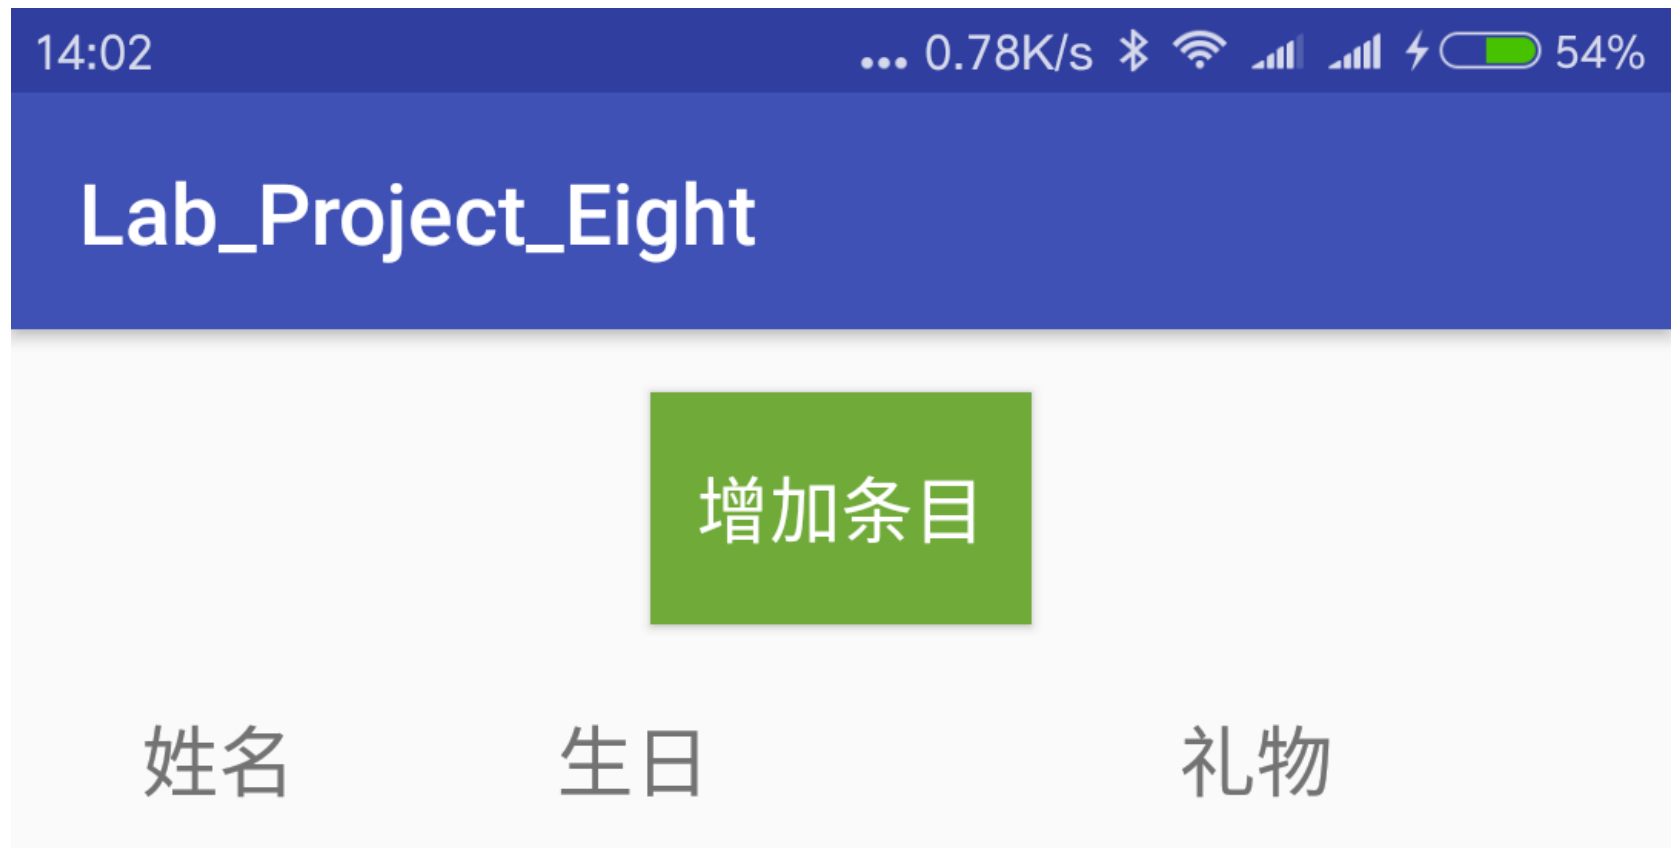 14:02 ... 0.78K/s 54%
Lab_Project_Eight
增加条目
姓名 生日 礼物